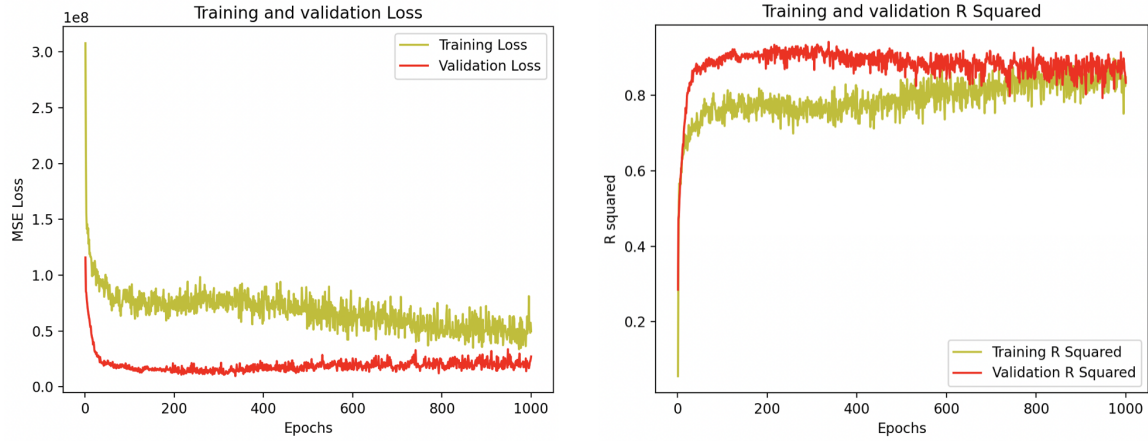 Training and validation Loss
1e8
3.0
2.5
2.0
1.5
1.0
0.5
0.0
MSE Loss
Training Loss
Validation Loss
0
200
400
600
800
1000
Epochs
Training and validation R Squared
0.8
0.6
0.4
0.2
R squared
Training R Squared
Validation R Squared
0
200
400
600
800
1000
Epochs